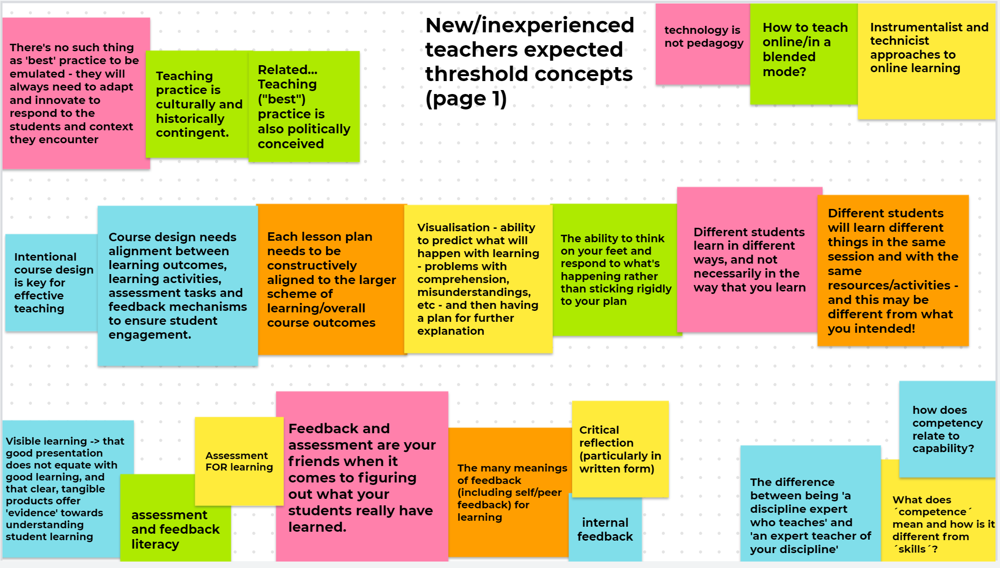 There's no such thing
as 'best' practice to be
emulated - they will
always need to adapt
and innovate to
respond to the
students and context
they encounter
Teaching
practice is
culturally and
historically
contingent.
Related...
Teaching
("best")
practice is
also politically
conceived
New/inexperienced
teachers expected
threshold concepts
(page 1)
technology is
not pedagogy
How to teach
online/in a
blended
mode?
Instrumentalist and
technicist
approaches to
online learning
Intentional
course design
is key for
effective
teaching
Course design needs
alignment between
learning outcomes,
learning activities,
assessment tasks and
feedback mechanisms
to ensure student
engagement.
Each lesson plan
needs to be
constructively
aligned to the larger
scheme of
learning/overall
course outcomes
Visualisation - ability
to predict what will
happen with learning
- problems with
comprehension,
misunderstandings,
etc - and then having
a plan for further
explanation
The ability to think
on your feet and
respond to what's
happening rather
than sticking rigidly
to your plan
Different students
learn in different
ways, and not
necessarily in the
way that you learn
Different students
will learn different
things in the same
session and with the
same
resources/activities -
and this may be
different from what
you intended!
Visible learning -> that
good presentation
does not equate with
good learning, and
that clear, tangible
products offer
'evidence' towards
understanding
student learning
assessment
and feedback
literacy
Assessment
FOR learning
Feedback and
assessment are your
friends when it
comes to figuring
out what your
students really have
learned.
The many meanings
of feedback
(including self/peer
feedback) for
learning
Critical
reflection
(particularly in
written form)
internal
feedback
The difference
between being 'a
discipline expert
who teaches' and
'an expert teacher of
your discipline'
how does
competency
relate to
capability?
What does
´competence´
mean and how is it
different from
´skills´?